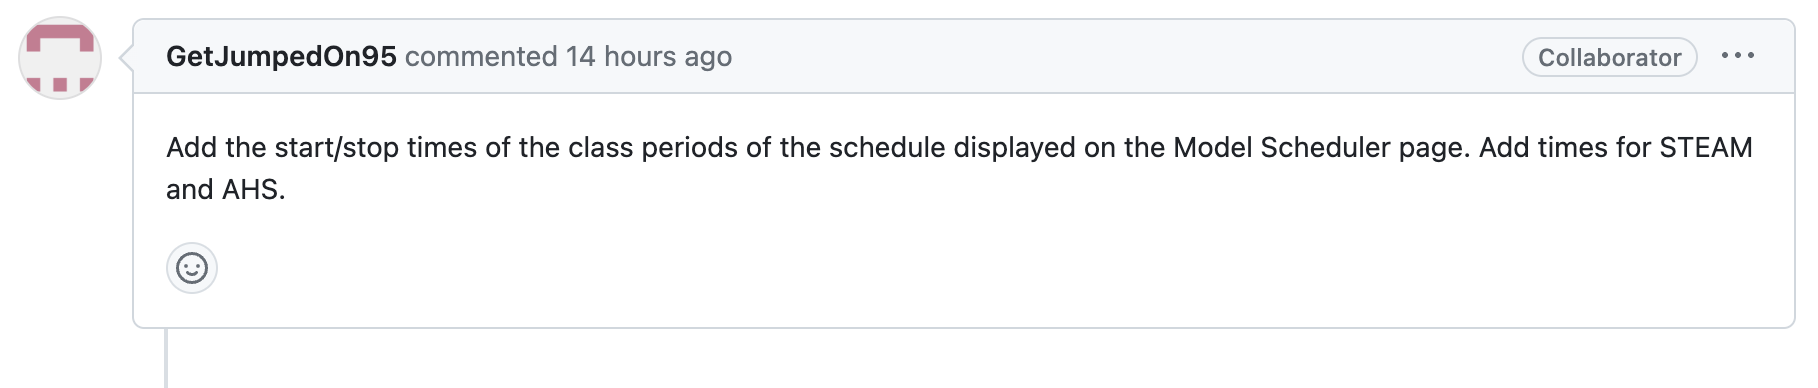 GetJumpedOn95 commented 14 hours ago Collaborator
Add the start/stop times of the class periods of the schedule displayed on the Model Scheduler page. Add times for STEAM
and AHS.